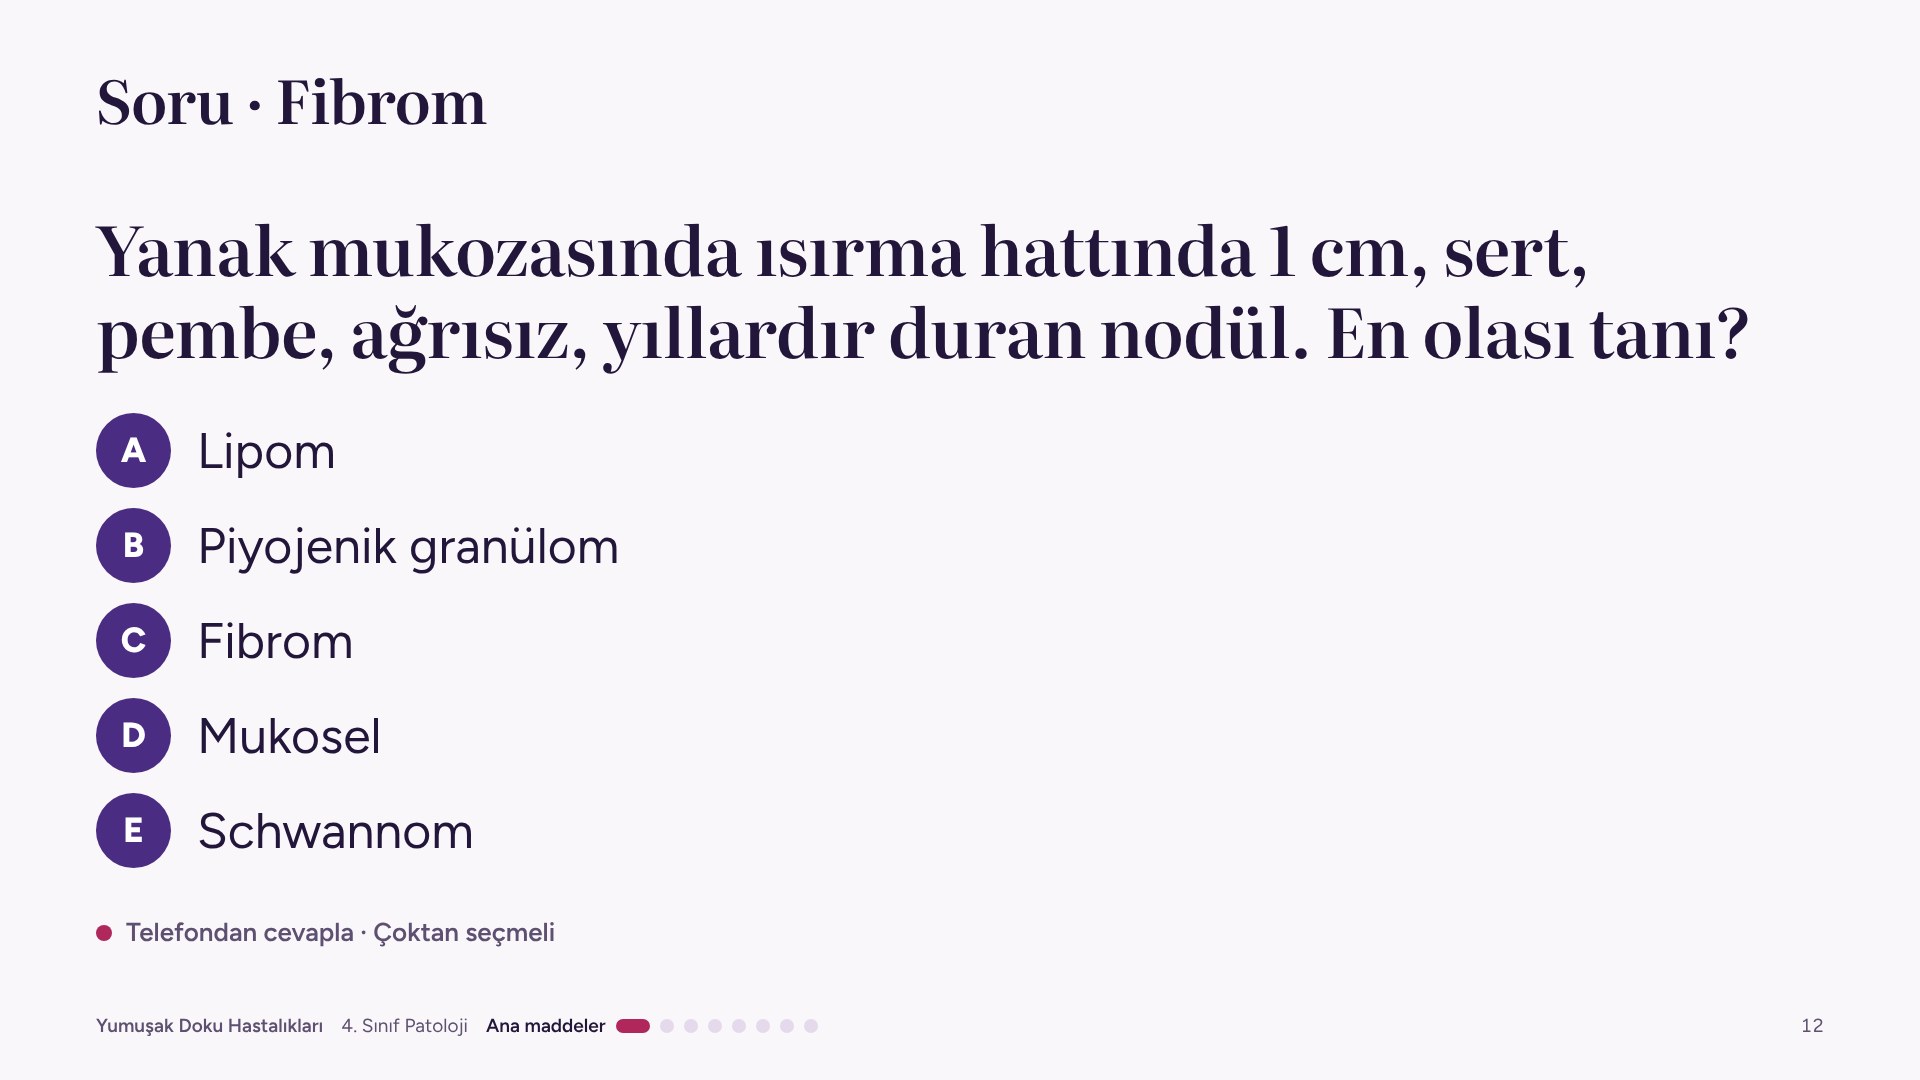 Soru · Fibrom
Yanak mukozasında ısırma hattında 1 cm, sert,
pembe, ağrısız, yıllardır duran nodül. En olası tanı?
A Lipom
B Piyojenik granülom
C Fibrom
D Mukosel
E Schwannom
Telefondan cevapla · Çoktan seçmeli
Yumuşak Doku Hastalıkları 4. Sınıf Patoloji Ana maddeler 12